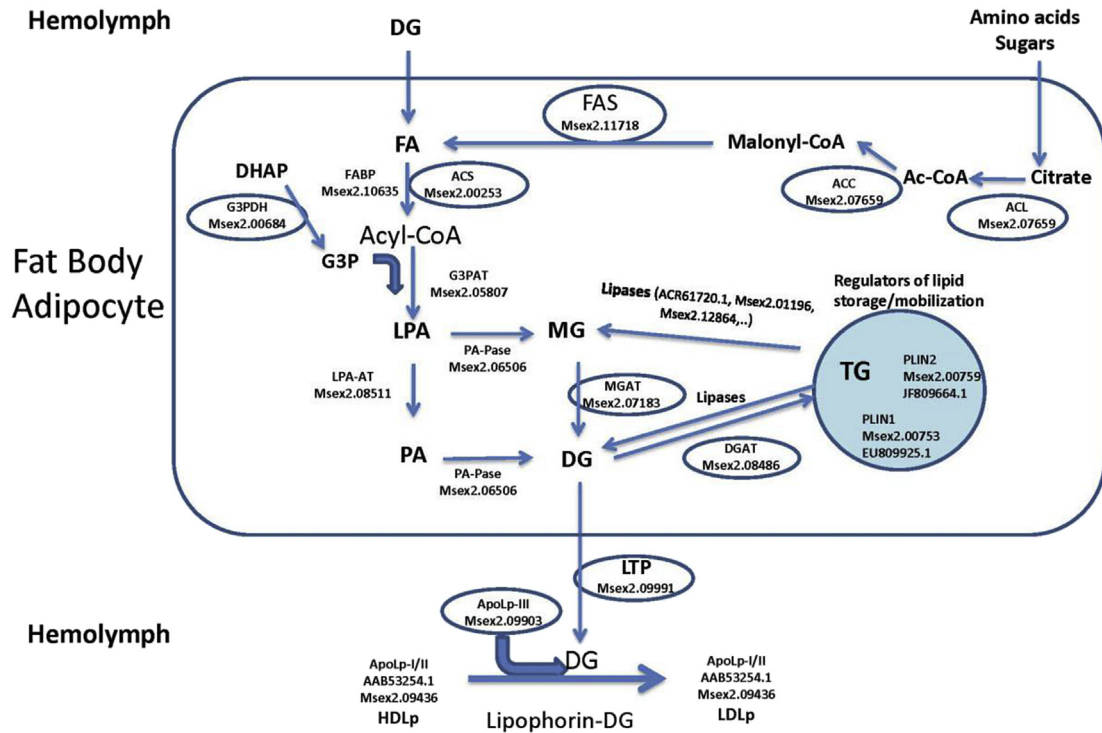 Hemolymph
DG
Amino acids
Sugars
FAS
Msex2.11718
FA
Malonyl-CoA
DHAP
FABP
Msex2.10635
ACS
Msex2.00253
ACC
Msex2.07659
Ac-CoA
Citrate
G3PDH
Msex2.00684
ACL
Msex2.07659
Acyl-CoA
Fat Body
Adipocyte
G3P
G3PAT
Msex2.05807
Lipases (ACR61720.1, Msex2.01196,
Msex2.12864,..)
Regulators of lipid
storage/mobilization
LPA
PA-Pase
Msex2.06506
MG
LPA-AT
Msex2.08511
MGAT
Msex2.07183
Lipases
TG
PLIN2
Msex2.00759
JF809664.1
PLIN1
Msex2.00753
EU809925.1
PA
PA-Pase
Msex2.06506
DG
DGAT
Msex2.08486
LTP
Msex2.09991
Hemolymph
ApoLp-III
Msex2.09903
DG
ApoLp-I/II
AAB53254.1
Msex2.09436
HDLp
Lipophorin-DG
ApoLp-I/II
AAB53254.1
Msex2.09436
LDLp